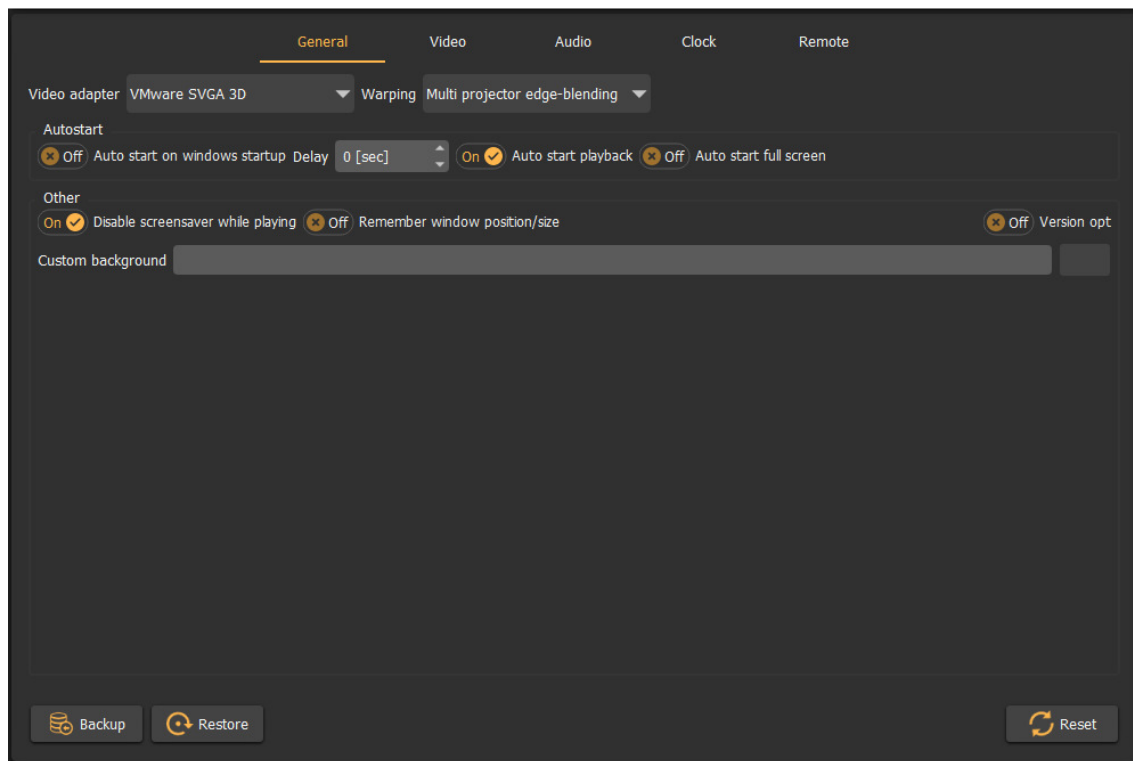 General Video Audio Clock Remote
Video adapter VMware SVGA 3D Warping Multi projector edge-blending
Autostart
Off Auto start on windows startup Delay 0 [sec] On Auto start playback Off Auto start full screen
Other
On Disable screensaver while playing Off Remember window position/size Off Version opt
Custom background
Backup Restore Reset